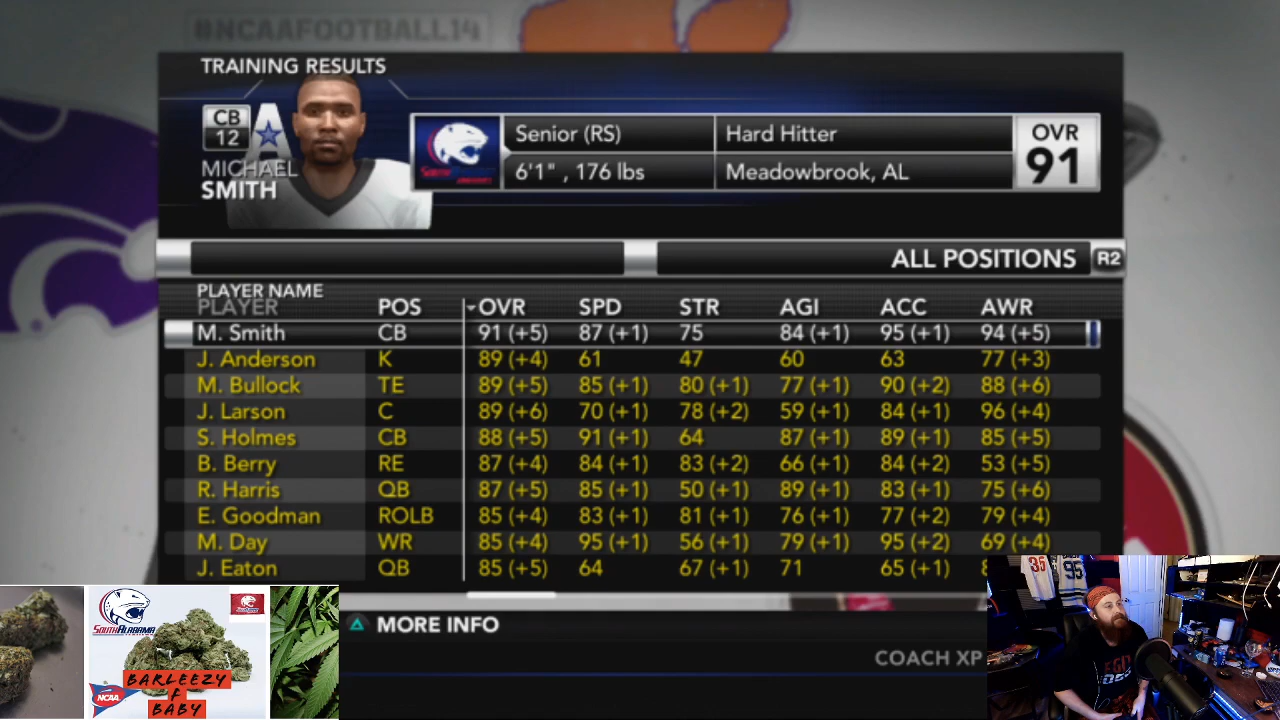 #NCAAFOOTBALL14
TRAINING RESULTS
CB
12
A
MICHAEL
SMITH
Senior (RS)
Hard Hitter
6'1" , 176 lbs
Meadowbrook, AL
OVR
91
ALL POSITIONS R2
PLAYER NAME
PLAYER POS OVR SPD STR AGI ACC AWR
M. Smith CB 91 (+5) 87 (+1) 75 84 (+1) 95 (+1) 94 (+5)
J. Anderson K 89 (+4) 61 47 60 63 77 (+3)
M. Bullock TE 89 (+5) 85 (+1) 80 (+1) 77 (+1) 90 (+2) 88 (+6)
J. Larson C 89 (+6) 70 (+1) 78 (+2) 59 (+1) 84 (+1) 96 (+4)
S. Holmes CB 88 (+5) 91 (+1) 64 87 (+1) 89 (+1) 85 (+5)
B. Berry RE 87 (+4) 84 (+1) 83 (+2) 66 (+1) 84 (+2) 53 (+5)
R. Harris QB 87 (+5) 85 (+1) 50 (+1) 89 (+1) 83 (+1) 75 (+6)
E. Goodman ROLB 85 (+4) 83 (+1) 81 (+1) 76 (+1) 77 (+2) 79 (+4)
M. Day WR 85 (+4) 95 (+1) 56 (+1) 79 (+1) 95 (+2) 69 (+4)
J. Eaton QB 85 (+5) 64 67 (+1) 71 65 (+1)
MORE INFO
COACH XP
SOUTH ALABAMA
BARLEEZY
F
BABY
NCAA
35
95